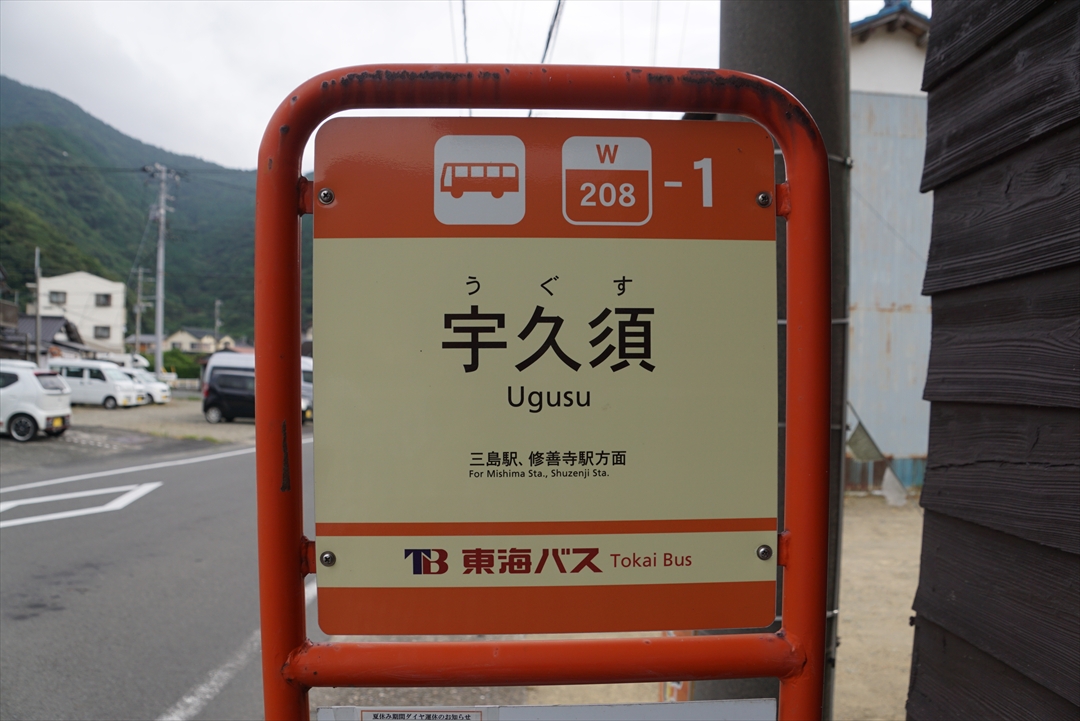 W
208 -1
うぐす
宇久須
Ugusu
三島駅、修善寺駅方面
For Mishima Sta., Shuzenji Sta.
TB 東海バス Tokai Bus
夏休み期間ダイヤ運休のお知らせ